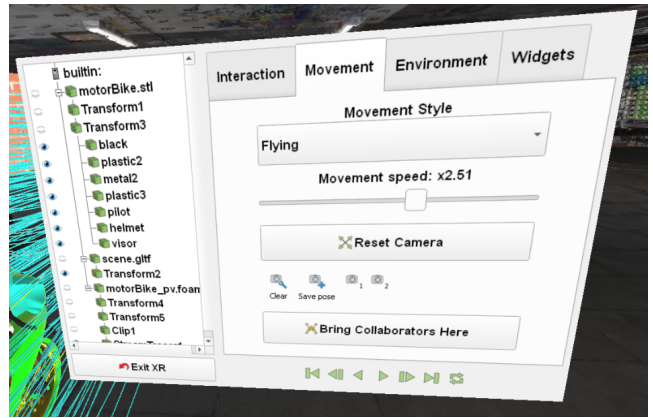 builtin:
motorBike.stl
Transform1
Transform3
black
plastic2
metal2
plastic3
pilot
helmet
visor
scene.gltf
Transform2
motorBike_pv.foam
Transform4
Transform5
Clip1
Exit XR
Interaction
Movement
Environment
Widgets
Movement Style
Flying
Movement speed: x2.51
Reset Camera
Clear
Save pose
1
2
Bring Collaborators Here